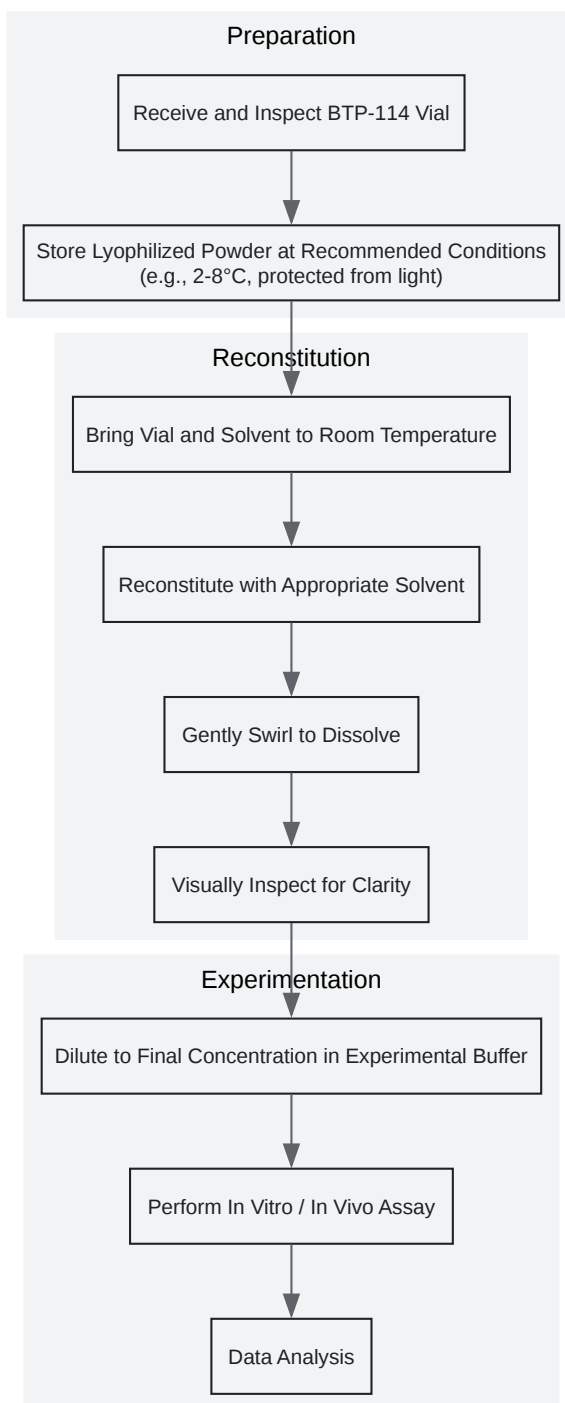 Preparation
Receive and Inspect BTP-114 Vial
Store Lyophilized Powder at Recommended Conditions
(e.g., 2-8°C, protected from light)
Reconstitution
Bring Vial and Solvent to Room Temperature
Reconstitute with Appropriate Solvent
Gently Swirl to Dissolve
Visually Inspect for Clarity
Experimentation
Dilute to Final Concentration in Experimental Buffer
Perform In Vitro / In Vivo Assay
Data Analysis